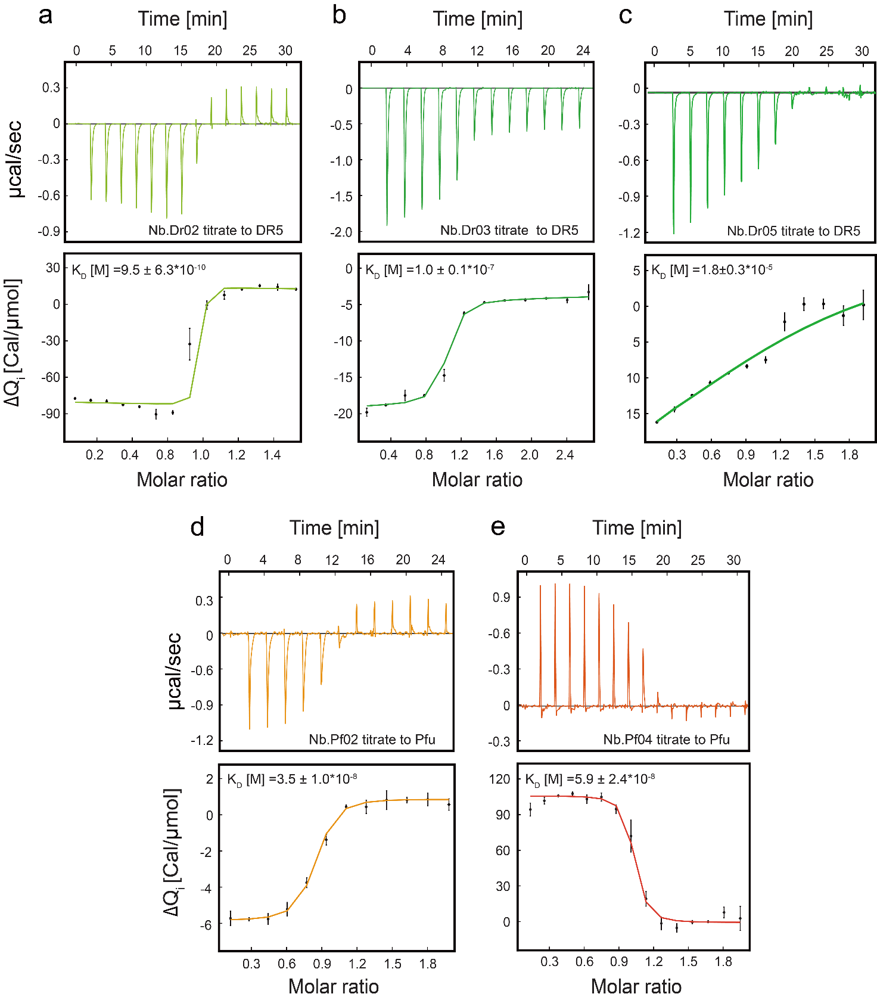 a
Time [min]
0 5 10 15 20 25 30
0.3
0
-0.3
-0.6
-0.9
µcal/sec
Nb.Dr02 titrate to DR5
K_D [M] =9.5 ± 6.3*10^-10
30
0
-30
-60
-90
ΔQ_i [Cal/µmol]
0.2 0.4 0.8 1.0 1.2 1.4
Molar ratio
b
Time [min]
0 4 8 12 16 20 24
0
-0.5
-1.0
-1.5
-2.0
Nb.Dr03 titrate to DR5
K_D [M] =1.0 ± 0.1*10^-7
0
-5
-10
-15
-20
0.4 0.8 1.2 1.6 2.0 2.4
Molar ratio
c
Time [min]
0 5 10 15 20 25 30
0
-0.3
-0.6
-0.9
-1.2
Nb.Dr05 titrate to DR5
K_D [M] =1.8±0.3*10^-5
5
0
5
10
15
0.3 0.6 0.9 1.2 1.5 1.8
Molar ratio
d
Time [min]
0 4 8 12 16 20 24
0.3
0
-0.6
-0.9
-1.2
µcal/sec
Nb.Pf02 titrate to Pfu
K_D [M] =3.5 ± 1.0*10^-8
2
0
-2
-4
-6
ΔQ_i [Cal/µmol]
0.3 0.6 0.9 1.2 1.5 1.8
Molar ratio
e
Time [min]
0 5 10 15 20 25 30
0.9
-0.6
-0.3
0
-0.3
Nb.Pf04 titrate to Pfu
K_D [M] =5.9 ± 2.4*10^-8
120
90
60
30
0
0.3 0.6 0.9 1.2 1.5 1.8
Molar ratio